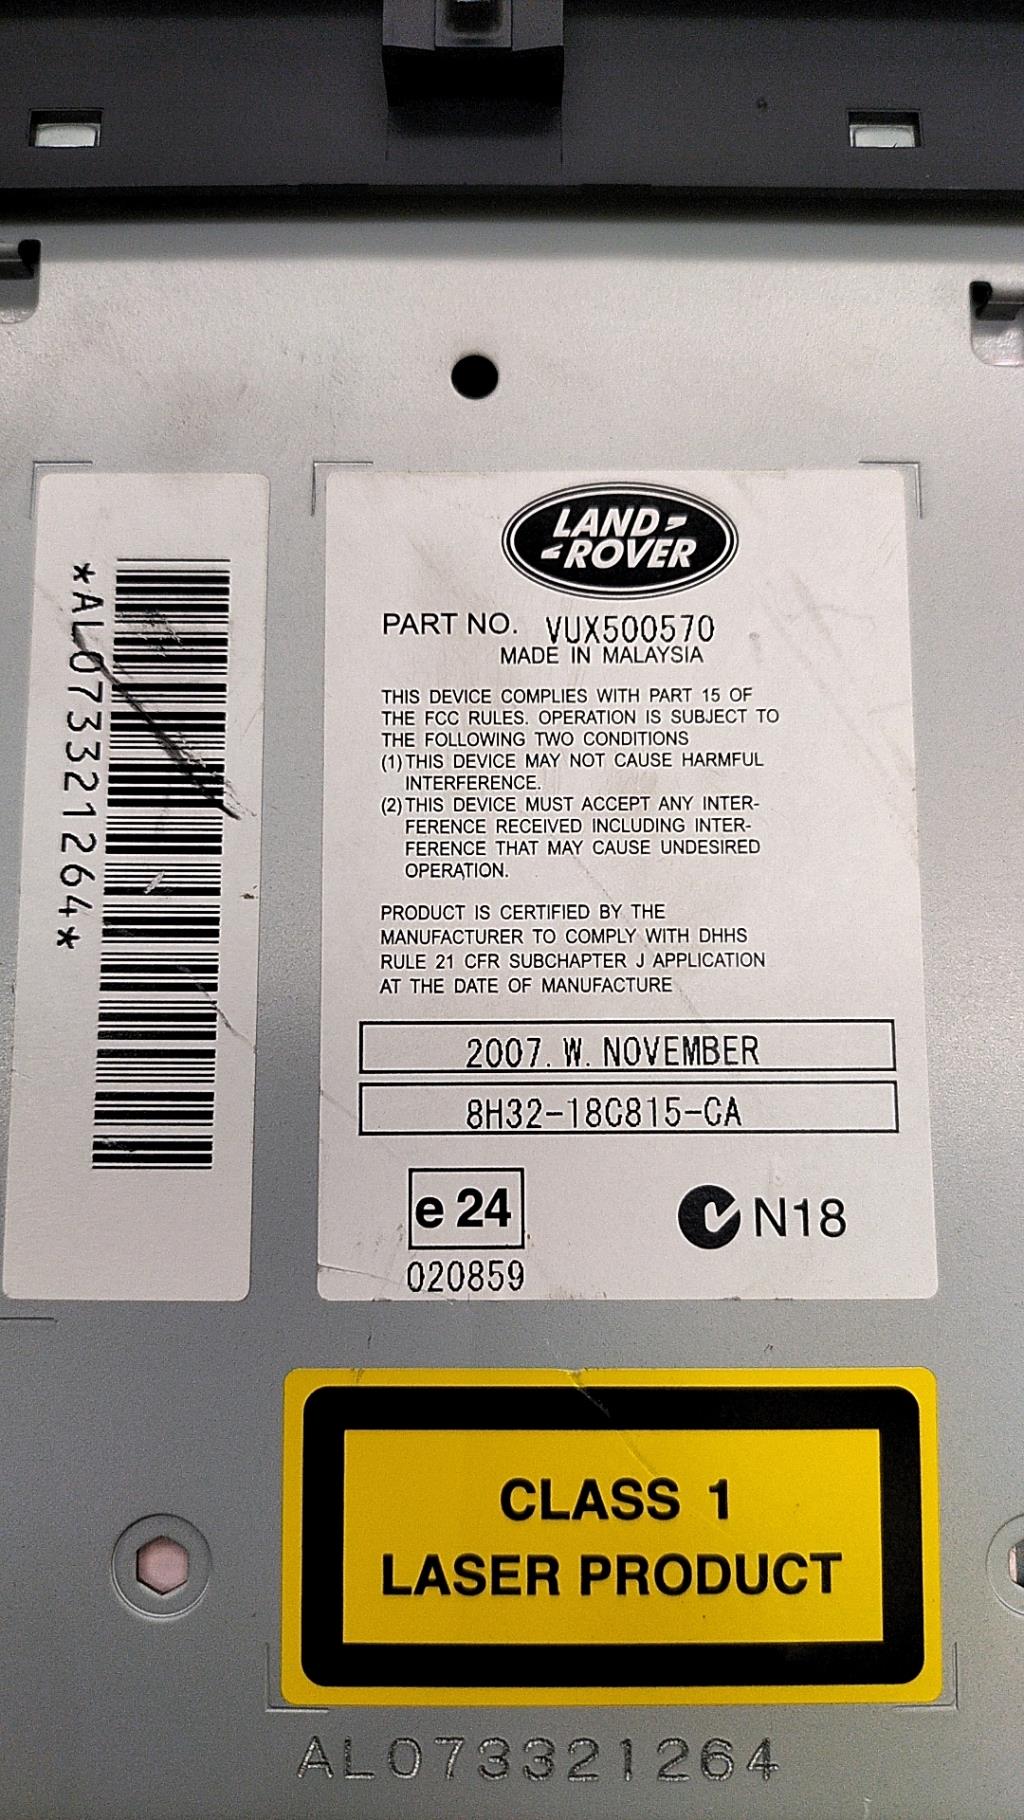 *AL073321264*
LAND
ROVER
PART NO. VUX500570
MADE IN MALAYSIA
THIS DEVICE COMPLIES WITH PART 15 OF
THE FCC RULES. OPERATION IS SUBJECT TO
THE FOLLOWING TWO CONDITIONS
(1) THIS DEVICE MAY NOT CAUSE HARMFUL
INTERFERENCE.
(2) THIS DEVICE MUST ACCEPT ANY INTER-
FERENCE RECEIVED INCLUDING INTER-
FERENCE THAT MAY CAUSE UNDESIRED
OPERATION.
PRODUCT IS CERTIFIED BY THE
MANUFACTURER TO COMPLY WITH DHHS
RULE 21 CFR SUBCHAPTER J APPLICATION
AT THE DATE OF MANUFACTURE
2007. W. NOVEMBER
8H32-18C815-CA
e 24
N18
020859
CLASS 1
LASER PRODUCT
AL073321264